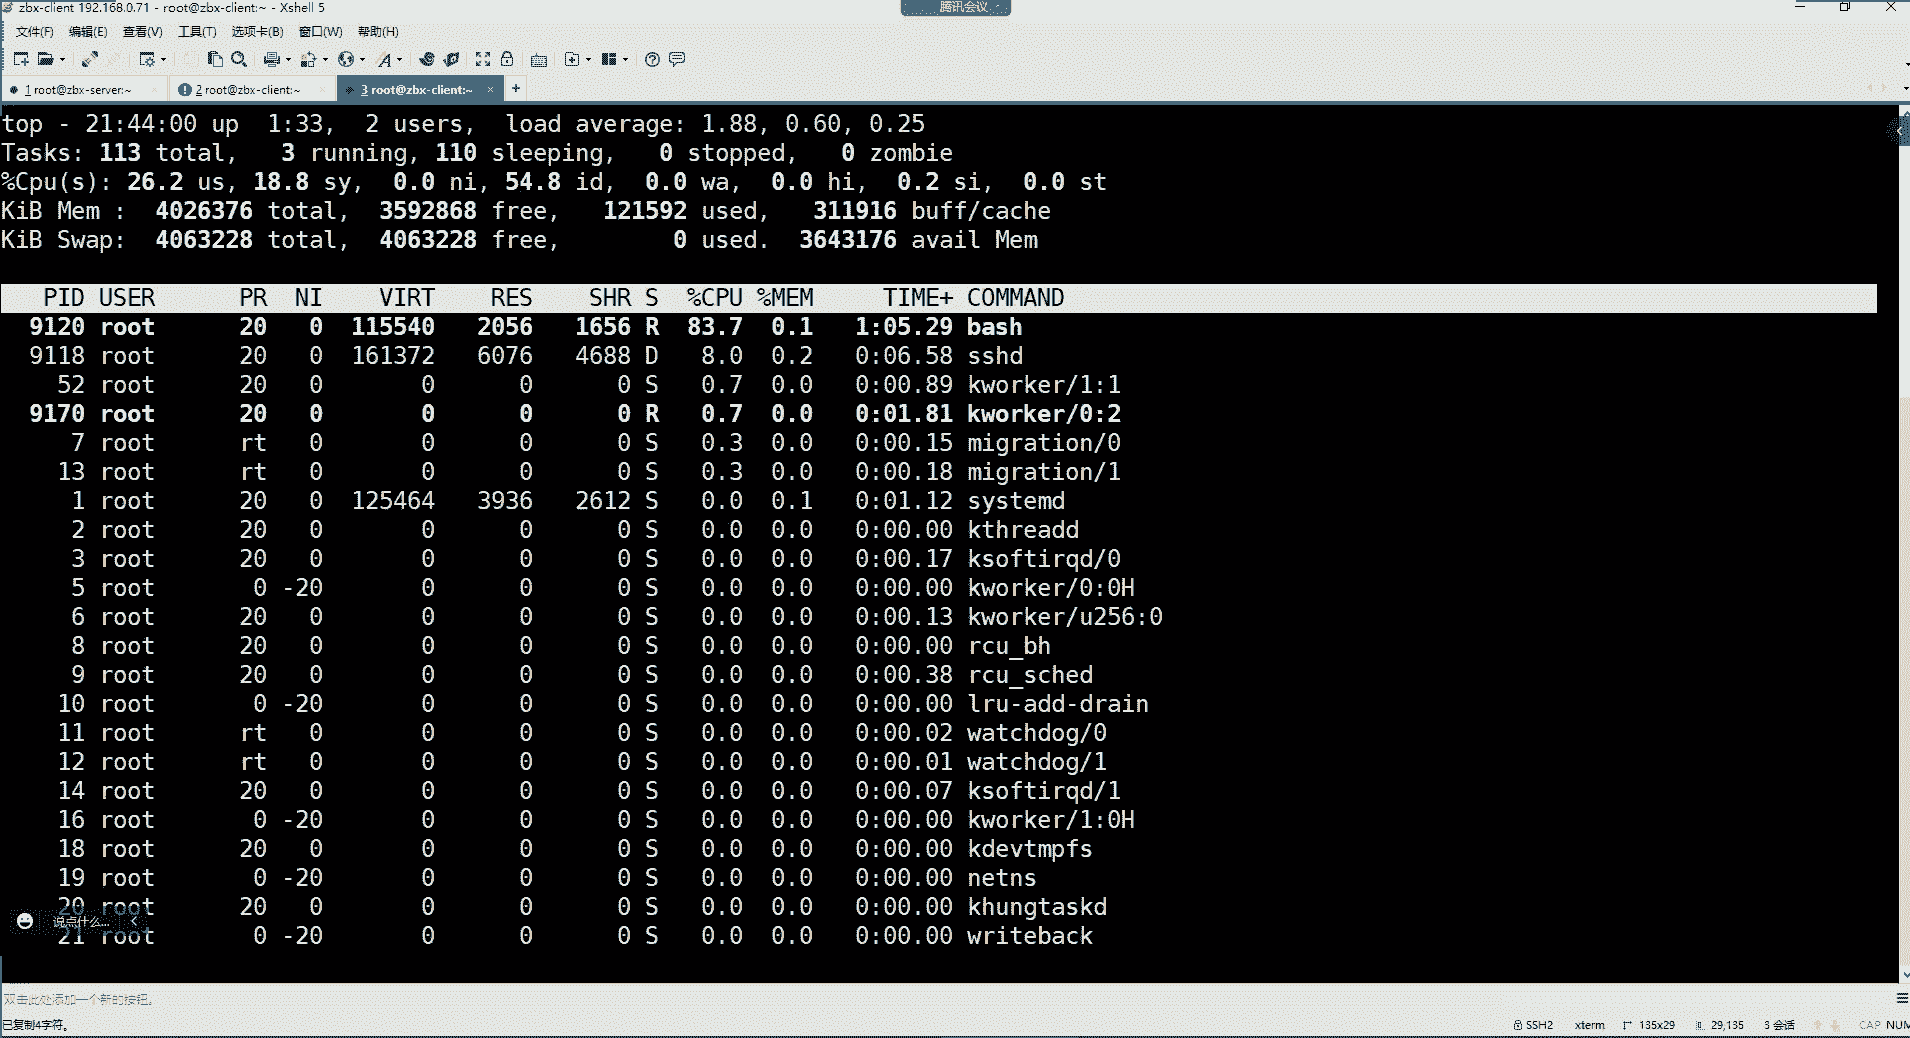 zbx-client 192.168.0.71 - root@zbx-client:~ - Xshell 5
腾讯会议
文件(F) 编辑(E) 查看(V) 工具(T) 选项卡(B) 窗口(W) 帮助(H)
1 root@zbx-server:~ 2 root@zbx-client:~ 3 root@zbx-client:~
top - 21:44:00 up  1:33,  2 users,  load average: 1.88, 0.60, 0.25
Tasks: 113 total,   3 running, 110 sleeping,   0 stopped,   0 zombie
%Cpu(s): 26.2 us, 18.8 sy,  0.0 ni, 54.8 id,  0.0 wa,  0.0 hi,  0.2 si,  0.0 st
KiB Mem :  4026376 total,  3592868 free,   121592 used,   311916 buff/cache
KiB Swap:  4063228 total,  4063228 free,        0 used.  3643176 avail Mem
PID USER      PR  NI    VIRT    RES    SHR S  %CPU %MEM     TIME+ COMMAND
9120 root      20   0  115540   2056   1656 R  83.7  0.1   1:05.29 bash
9118 root      20   0  161372   6076   4688 D   8.0  0.2   0:06.58 sshd
52 root      20   0       0      0      0 S   0.7  0.0   0:00.89 kworker/1:1
9170 root      20   0       0      0      0 R   0.7  0.0   0:01.81 kworker/0:2
7 root      rt   0       0      0      0 S   0.3  0.0   0:00.15 migration/0
13 root      rt   0       0      0      0 S   0.3  0.0   0:00.18 migration/1
1 root      20   0  125464   3936   2612 S   0.0  0.1   0:01.12 systemd
2 root      20   0       0      0      0 S   0.0  0.0   0:00.00 kthreadd
3 root      20   0       0      0      0 S   0.0  0.0   0:00.17 ksoftirqd/0
5 root       0 -20       0      0      0 S   0.0  0.0   0:00.00 kworker/0:0H
6 root      20   0       0      0      0 S   0.0  0.0   0:00.13 kworker/u256:0
8 root      20   0       0      0      0 S   0.0  0.0   0:00.00 rcu_bh
9 root      20   0       0      0      0 S   0.0  0.0   0:00.38 rcu_sched
10 root       0 -20       0      0      0 S   0.0  0.0   0:00.00 lru-add-drain
11 root      rt   0       0      0      0 S   0.0  0.0   0:00.02 watchdog/0
12 root      rt   0       0      0      0 S   0.0  0.0   0:00.01 watchdog/1
14 root      20   0       0      0      0 S   0.0  0.0   0:00.07 ksoftirqd/1
16 root       0 -20       0      0      0 S   0.0  0.0   0:00.00 kworker/1:0H
18 root      20   0       0      0      0 S   0.0  0.0   0:00.00 kdevtmpfs
19 root       0 -20       0      0      0 S   0.0  0.0   0:00.00 netns
20 root      20   0       0      0      0 S   0.0  0.0   0:00.00 khungtaskd
说点什么...
21 root       0 -20       0      0      0 S   0.0  0.0   0:00.00 writeback
双击此处添加一个新的按钮。
已复制4字符。 SSH2 xterm 135x29 29,135 3 会话 CAP NUM